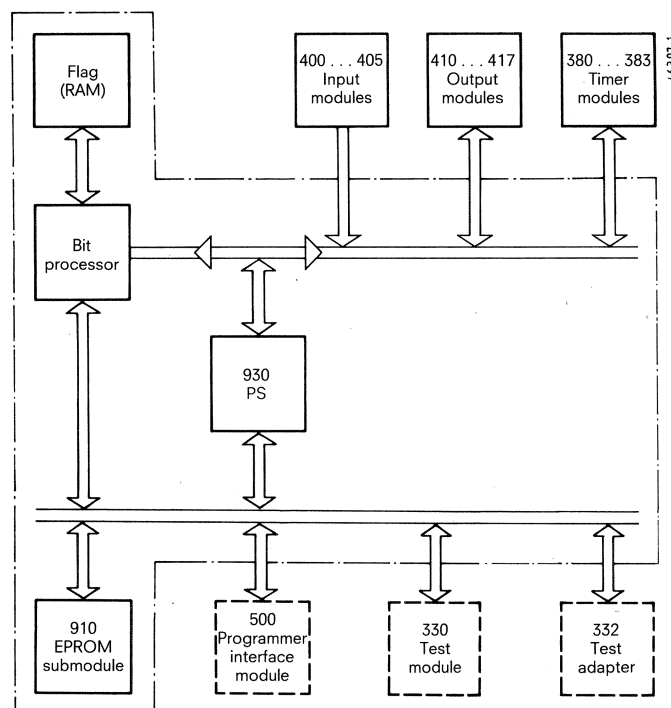 Flag
(RAM)
400 . . . 405
Input
modules
410 . . . 417
Output
modules
380 . . . 383
Timer
modules
Bit
processor
930
PS
910
EPROM
submodule
500
Programmer
interface
module
330
Test
module
332
Test
adapter